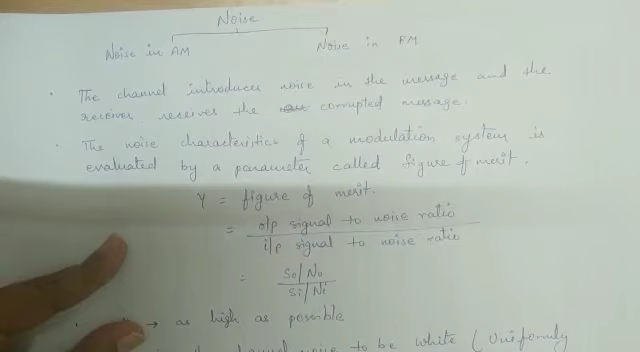 Noise
Noise in AM Noise in FM
. The channel introduces noise in the message and the
receiver receives the corrupted message.
. The noise characteristics of a modulation system is
evaluated by a parameter called figure of merit.
γ = figure of merit.
= o/p signal to noise ratio
i/p signal to noise ratio
= So/No
Si/Ni
→ as high as possible
channel noise to be white (Uniformly